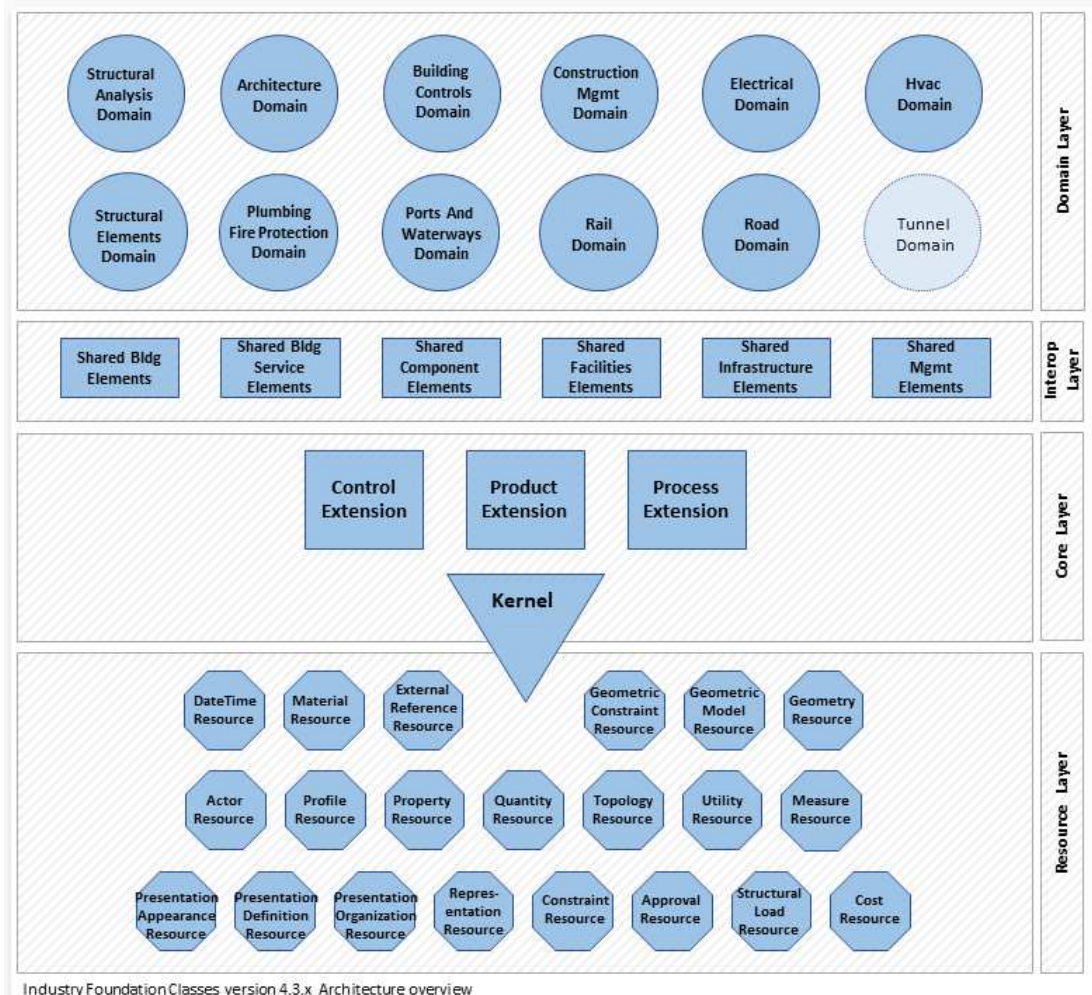 Structural
Analysis
Domain
Architecture
Domain
Building
Controls
Domain
Construction
Mgmt
Domain
Electrical
Domain
Hvac
Domain
Structural
Elements
Domain
Plumbing
Fire Protection
Domain
Ports And
Waterways
Domain
Rail
Domain
Road
Domain
Tunnel
Domain
Domain Layer
Shared Bldg
Elements
Shared Bldg
Service
Elements
Shared
Component
Elements
Shared
Facilities
Elements
Shared
Infrastructure
Elements
Shared
Mgmt
Elements
Interop
Layer
Control
Extension
Product
Extension
Process
Extension
Kernel
Core Layer
DateTime
Resource
Material
Resource
External
Reference
Resource
Geometric
Constraint
Resource
Geometric
Model
Resource
Geometry
Resource
Actor
Resource
Profile
Resource
Property
Resource
Quantity
Resource
Topology
Resource
Utility
Resource
Measure
Resource
Presentation
Appearance
Resource
Presentation
Definition
Resource
Presentation
Organization
Resource
Repres-
entation
Resource
Constraint
Resource
Approval
Resource
Structural
Load
Resource
Cost
Resource
Resource Layer
Industry Foundation Classes version 4.3.x Architecture overview